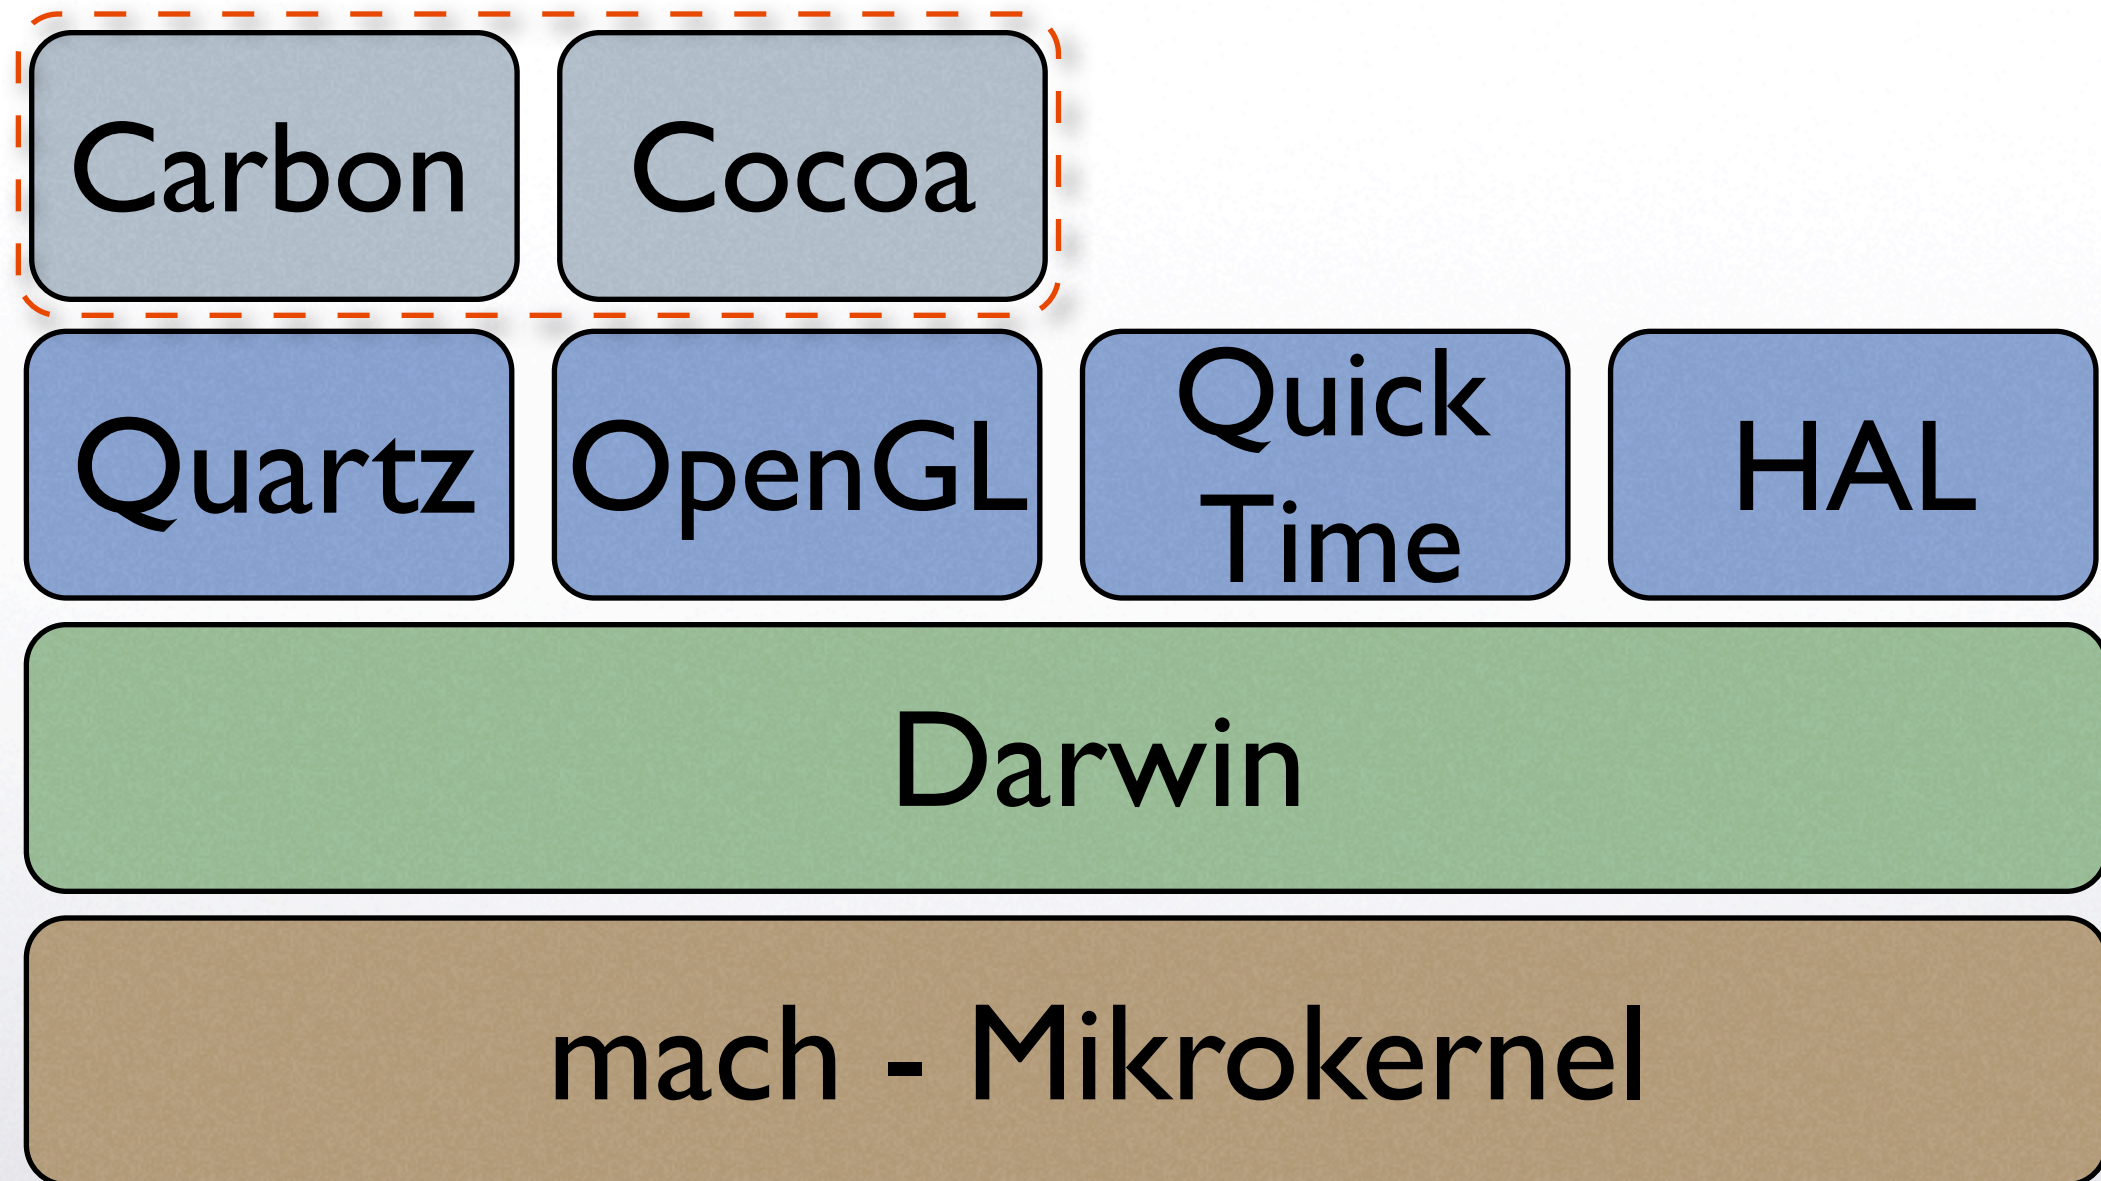 Carbon
Cocoa
Quartz
OpenGL
Quick
Time
HAL
Darwin
mach - Mikrokernel